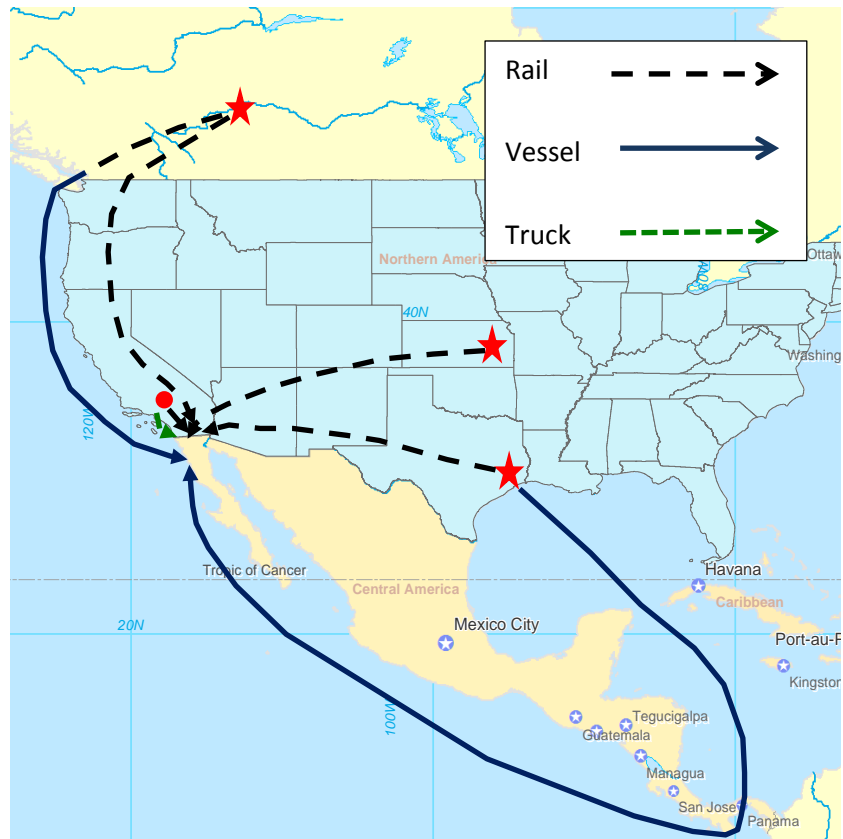 Rail
Vessel
Truck
Northern America
Ottaw
40N
Washing
120W
Tropic of Cancer
Havana
Central America
Caribbean
20N
Mexico City
Port-au-P
Kingston
100W
Tegucigalpa
Guatemala
Managua
San Jose
Panama